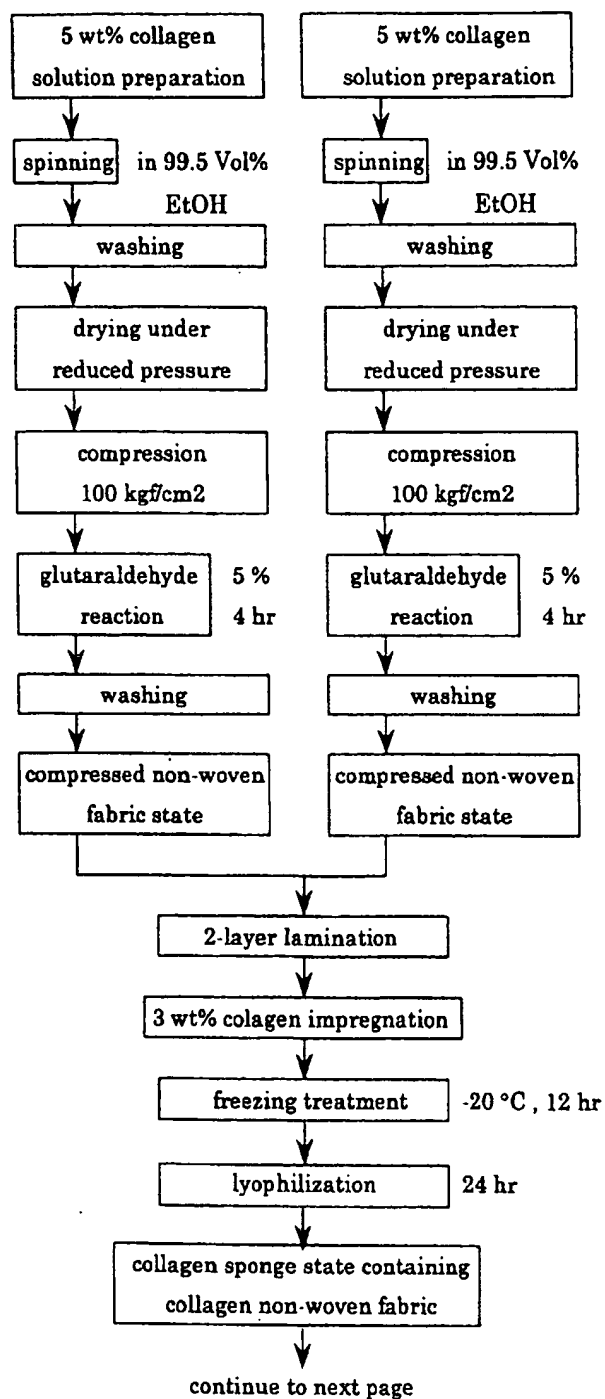 5 wt% collagen
solution preparation
spinning in 99.5 Vol%
EtOH
washing
drying under
reduced pressure
compression
100 kgf/cm2
glutaraldehyde 5 %
reaction 4 hr
washing
compressed non-woven
fabric state
5 wt% collagen
solution preparation
spinning in 99.5 Vol%
EtOH
washing
drying under
reduced pressure
compression
100 kgf/cm2
glutaraldehyde 5 %
reaction 4 hr
washing
compressed non-woven
fabric state
2-layer lamination
3 wt% colagen impregnation
freezing treatment -20 °C , 12 hr
lyophilization 24 hr
collagen sponge state containing
collagen non-woven fabric
continue to next page